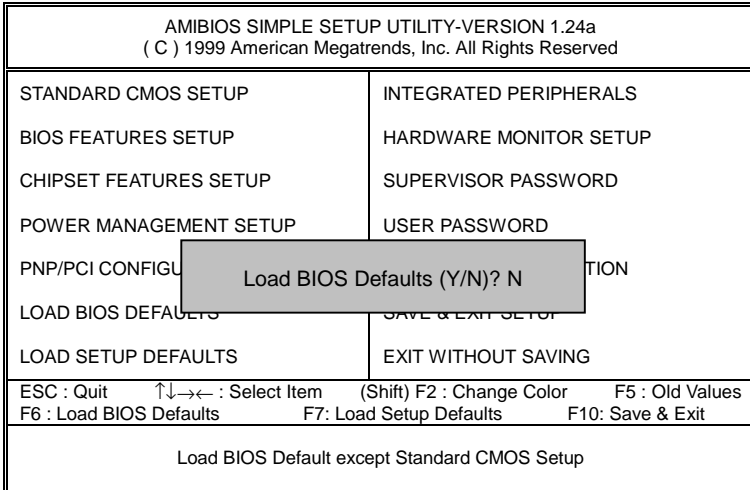 AMIBIOS SIMPLE SETUP UTILITY-VERSION 1.24a
( C ) 1999 American Megatrends, Inc. All Rights Reserved
STANDARD CMOS SETUP
BIOS FEATURES SETUP
CHIPSET FEATURES SETUP
POWER MANAGEMENT SETUP
PNP/PCI CONFIGU
LOAD BIOS DEFAULTS
LOAD SETUP DEFAULTS
INTEGRATED PERIPHERALS
HARDWARE MONITOR SETUP
SUPERVISOR PASSWORD
USER PASSWORD
TION
SAVE & EXIT SETUP
EXIT WITHOUT SAVING
Load BIOS Defaults (Y/N)? N
ESC : Quit ↑↓→← : Select Item (Shift) F2 : Change Color F5 : Old Values
F6 : Load BIOS Defaults F7: Load Setup Defaults F10: Save & Exit
Load BIOS Default except Standard CMOS Setup